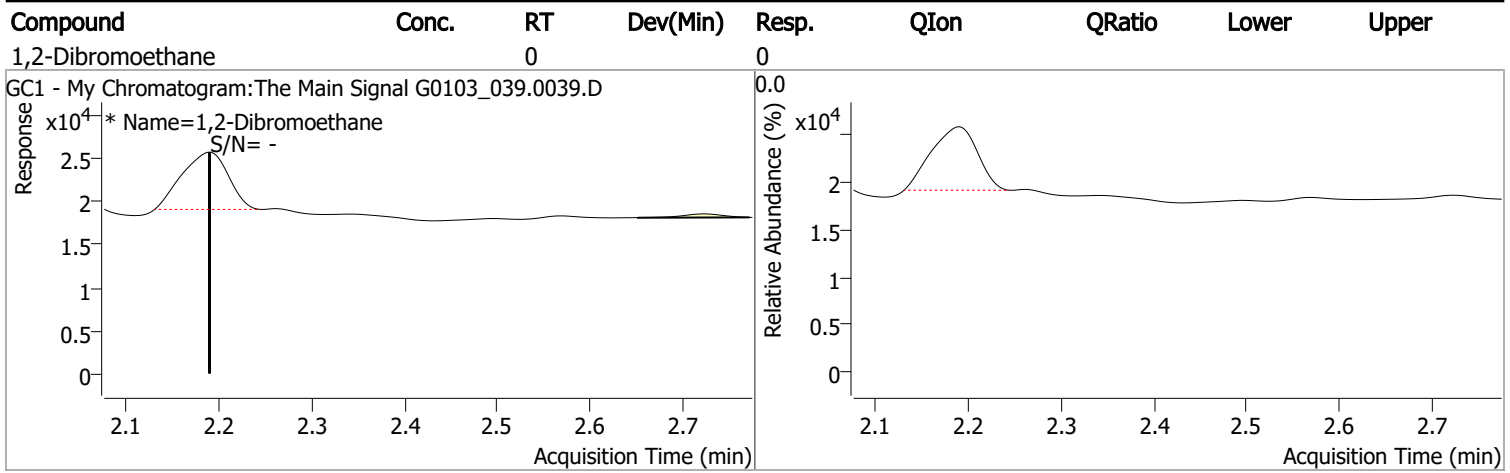 Compound Conc. RT Dev(Min) Resp. QIon QRatio Lower Upper
1,2-Dibromoethane 0 0
GC1 - My Chromatogram:The Main Signal G0103_039.0039.D
0.0
Response
x10⁴
* Name=1,2-Dibromoethane
S/N= -
2.5
2
1.5
1
0.5
0
2.1 2.2 2.3 2.4 2.5 2.6 2.7
Acquisition Time (min)
Relative Abundance (%)
x10⁴
2
1.5
1
0.5
0
2.1 2.2 2.3 2.4 2.5 2.6 2.7
Acquisition Time (min)